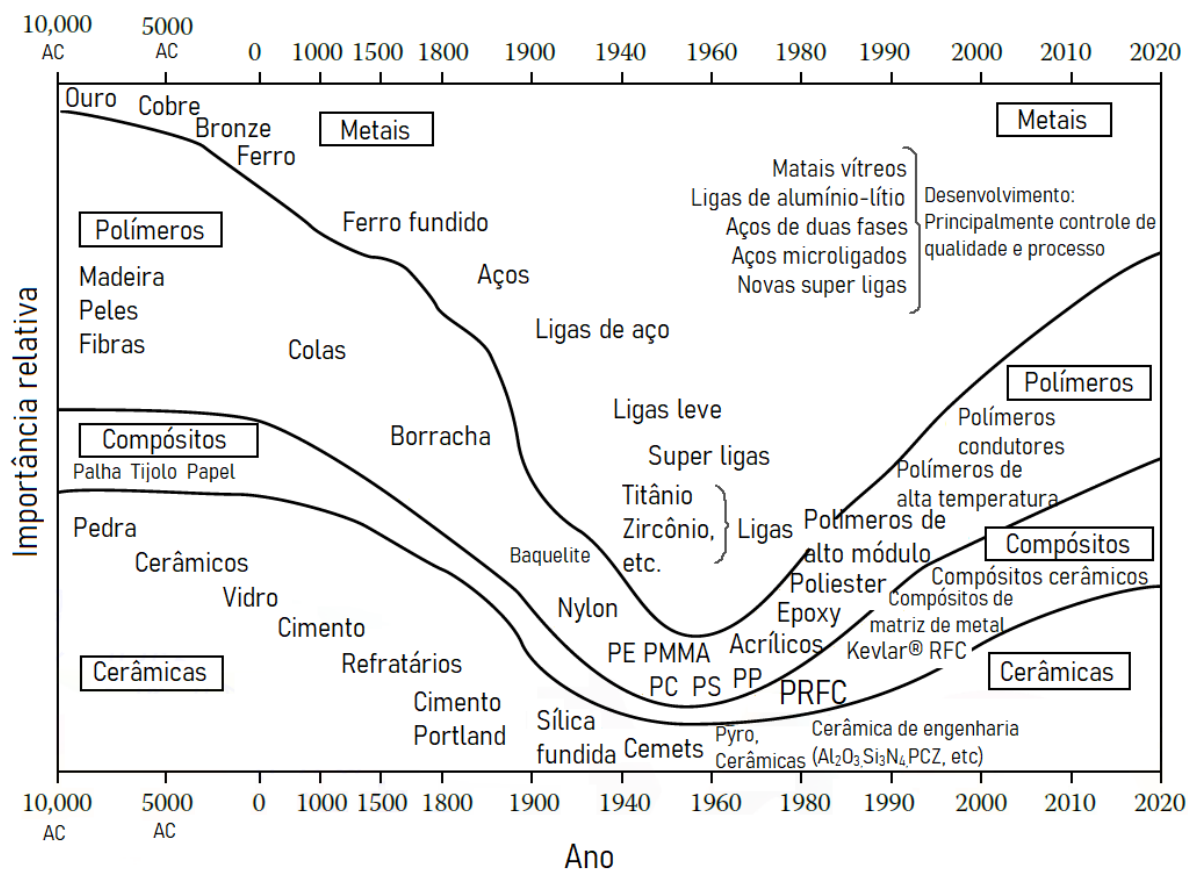 10,000 AC 5000 AC 0 1000 1500 1800 1900 1940 1960 1980 1990 2000 2010 2020
Ouro
Cobre
Bronze
Ferro
Metais
Metais
Matais vítreos
Ligas de alumínio-lítio
Aços de duas fases
Aços microligados
Novas super ligas
Desenvolvimento:
Principalmente controle de
qualidade e processo
Polímeros
Madeira
Peles
Fibras
Ferro fundido
Aços
Ligas de aço
Colas
Ligas leve
Borracha
Super ligas
Titânio
Zircônio,
etc.
Ligas
Polímeros
Polímeros
condutores
Polímeros de
alta temperatura
Polímeros de
alto módulo
Poliester
Epoxy
Acrílicos
Baquelite
Nylon
PE PMMA
PC PS PP
Compósitos
Palha Tijolo Papel
Compósitos
Compósitos cerâmicos
Compósitos de
matriz de metal
Kevlar® RFC
PRFC
Pedra
Cerâmicos
Vidro
Cimento
Refratários
Cerâmicas
Cimento
Portland
Sílica
fundida
Cemets
Pyro,
Cerâmicas
Cerâmica de engenharia
(Al₂O₃,Si₃N₄,PCZ, etc)
Cerâmicas
Importância relativa
10,000 AC 5000 AC 0 1000 1500 1800 1900 1940 1960 1980 1990 2000 2010 2020
Ano